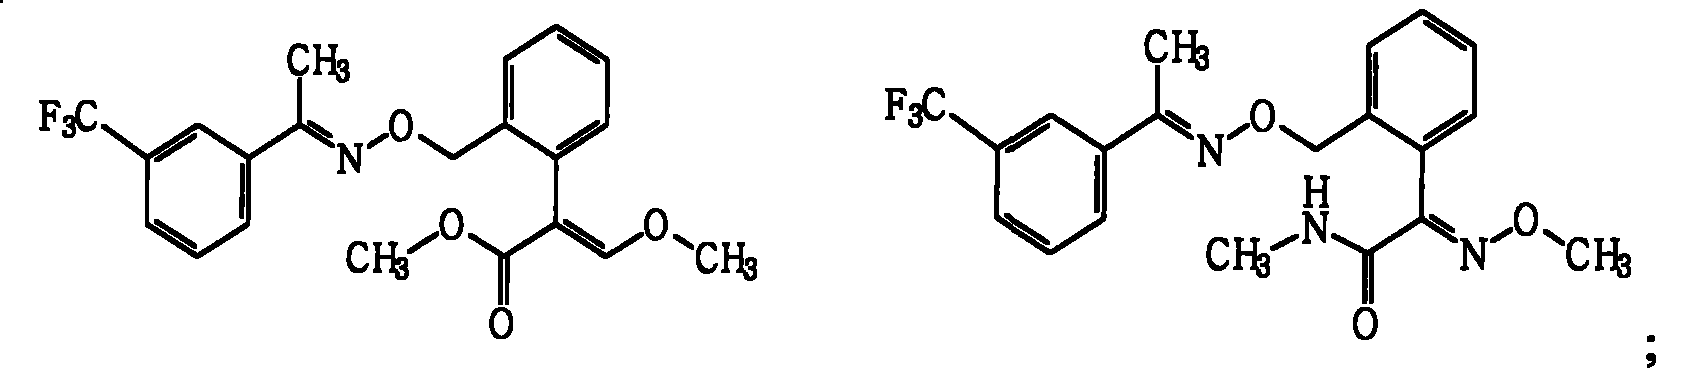 CH3 CH3
F3C O F3C O
N N
H
O O N O
CH3 CH3 CH3 N CH3
O O
;